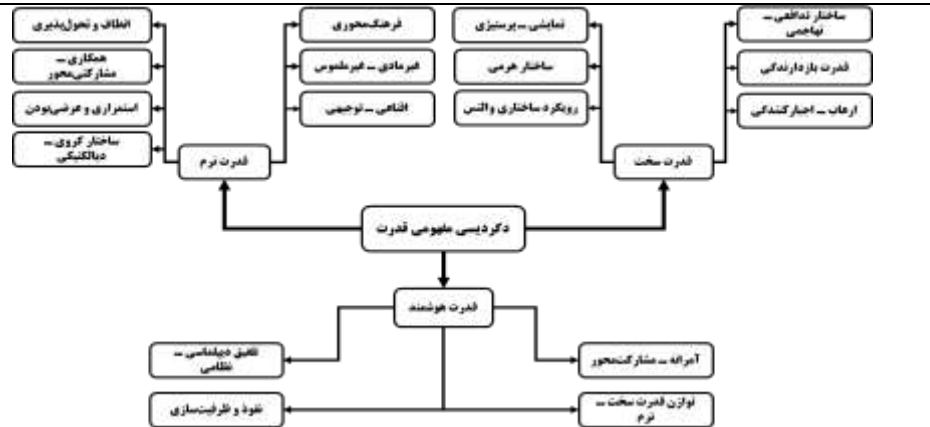 ساختار تدافعی ـ
تهاجمی
نمایشی ـ پرستیژی
فرهنگ‌محوری
انعطاف و تحول‌پذیری
قدرت بازدارندگی
ساختار هرمی
غیرمادی ـ غیرملموس
همکاری ـ
مشارکتی‌محور
ارعاب ـ اجبارکنندگی
رویکرد ساختاری والتس
اقناعی ـ توجیهی
استمراری و عرضی‌بودن
ساختار کروی ـ
دیالکتیکی
قدرت سخت
قدرت نرم
دگردیسی مفهومی قدرت
قدرت هوشمند
آمرانه ـ مشارکت‌محور
تلفیق دیپلماسی ـ
نظامی
توازن قدرت سخت ـ
نرم
نفوذ و ظرفیت‌سازی